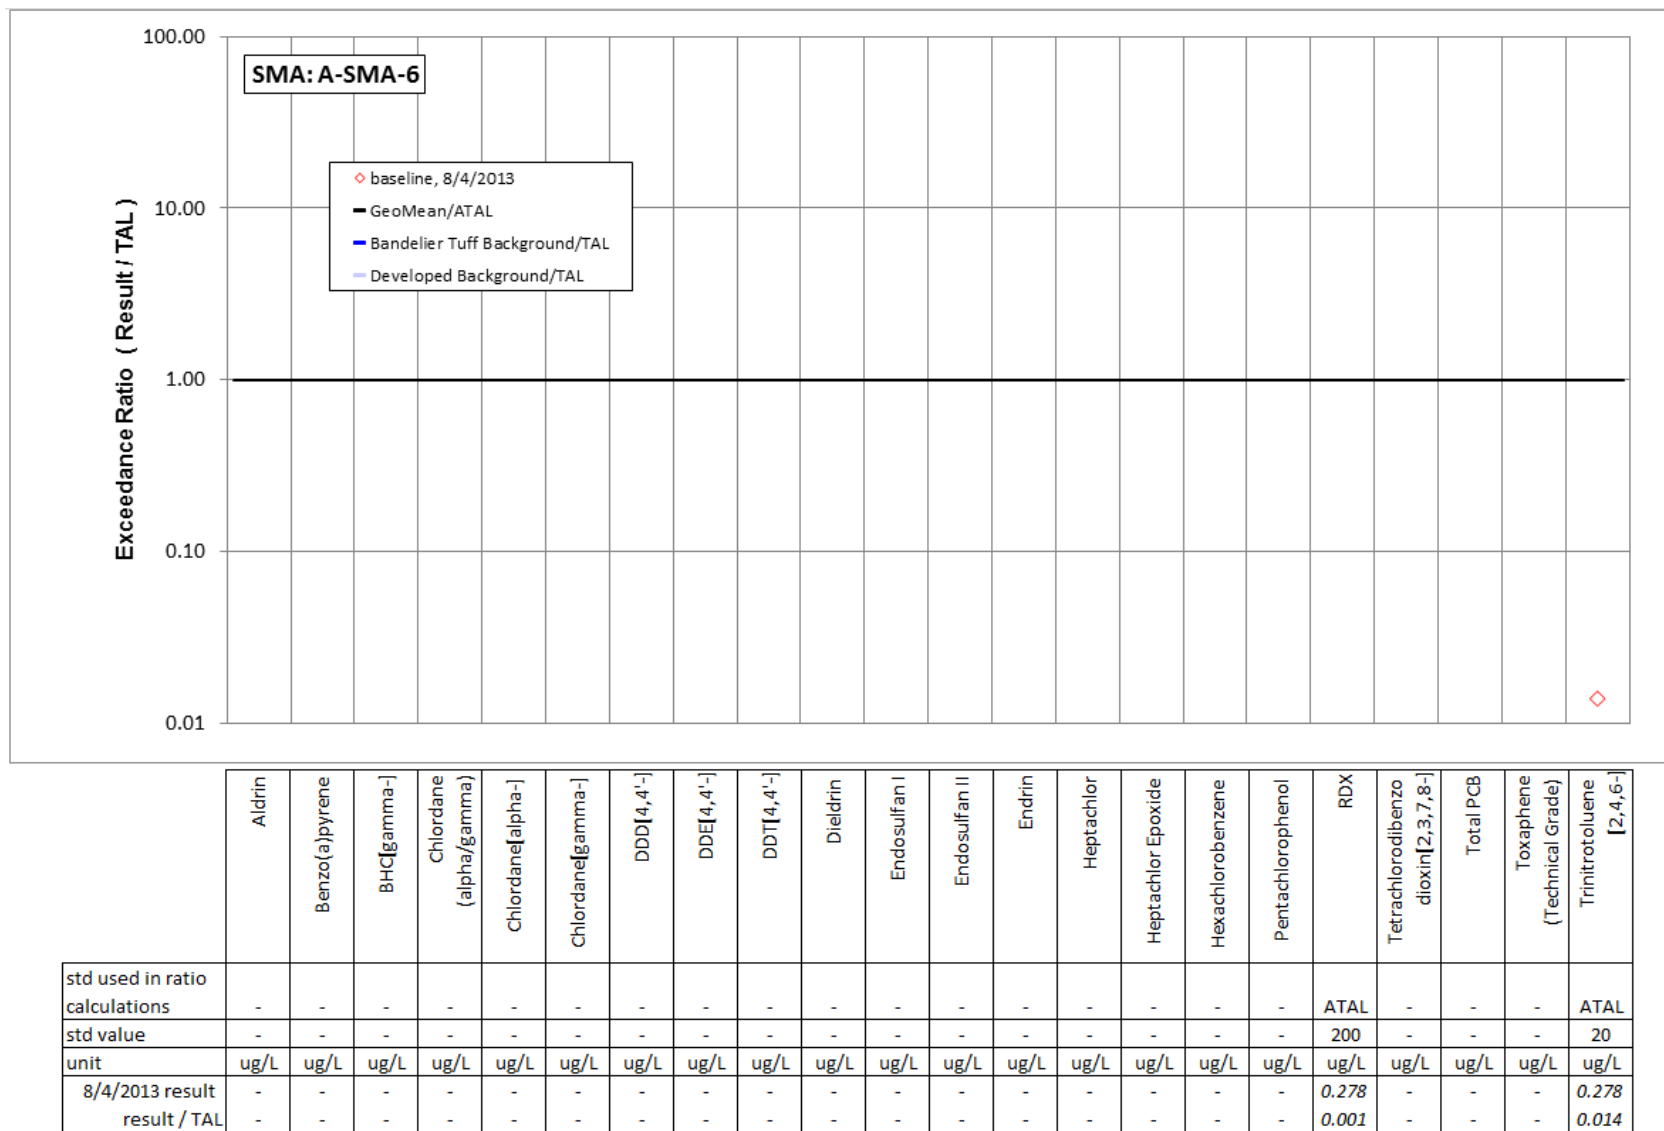 100.00
SMA: A-SMA-6
baseline, 8/4/2013
GeoMean/ATAL
Bandelier Tuff Background/TAL
Developed Background/TAL
10.00
1.00
0.10
0.01
Exceedance Ratio ( Result / TAL )
Aldrin
Benzo(a)pyrene
BHC[gamma-]
Chlordane
(alpha/gamma)
Chlordane[alpha-]
Chlordane[gamma-]
DDD[4,4'-]
DDE[4,4'-]
DDT[4,4'-]
Dieldrin
Endosulfan I
Endosulfan II
Endrin
Heptachlor
Heptachlor Epoxide
Hexachlorobenzene
Pentachlorophenol
RDX
Tetrachlorodibenzo
dioxin[2,3,7,8-]
Total PCB
Toxaphene
(Technical Grade)
Trinitrotoluene
[2,4,6-]
std used in ratio
calculations - - - - - - - - - - - - - - - - - ATAL - - - ATAL
std value - - - - - - - - - - - - - - - - - 200 - - - 20
unit ug/L ug/L ug/L ug/L ug/L ug/L ug/L ug/L ug/L ug/L ug/L ug/L ug/L ug/L ug/L ug/L ug/L ug/L ug/L ug/L ug/L ug/L
8/4/2013 result - - - - - - - - - - - - - - - - - 0.278 - - - 0.278
result / TAL - - - - - - - - - - - - - - - - - 0.001 - - - 0.014